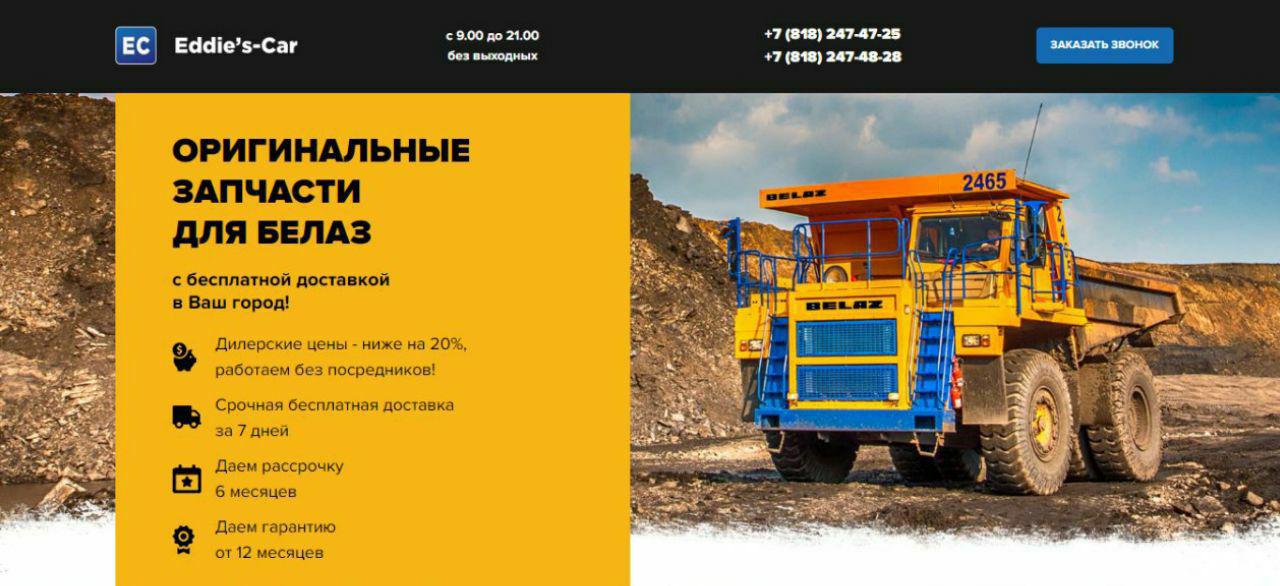 EC
Eddie's-Car
с 9.00 до 21.00
без выходных
+7 (818) 247-47-25
+7 (818) 247-48-28
ЗАКАЗАТЬ ЗВОНОК
ОРИГИНАЛЬНЫЕ
ЗАПЧАСТИ
ДЛЯ БЕЛАЗ
с бесплатной доставкой
в Ваш город!
Дилерские цены - ниже на 20%,
работаем без посредников!
Срочная бесплатная доставка
за 7 дней
Даем рассрочку
6 месяцев
Даем гарантию
от 12 месяцев
BELAZ
2465
BELAZ